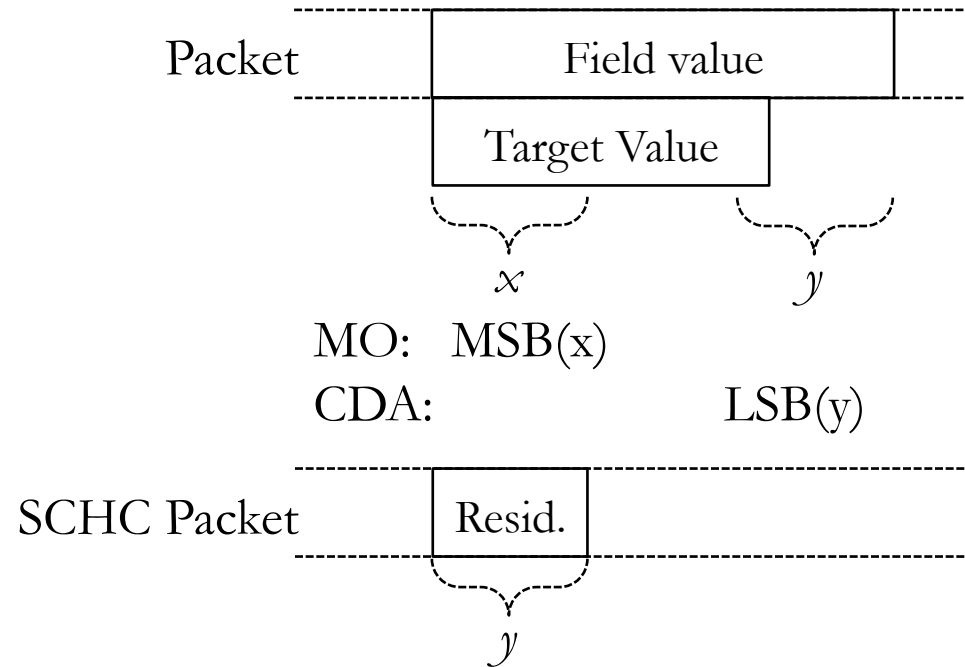 Packet
Field value
Target Value
x
y
MO: MSB(x)
CDA: LSB(y)
SCHC Packet
Resid.
y